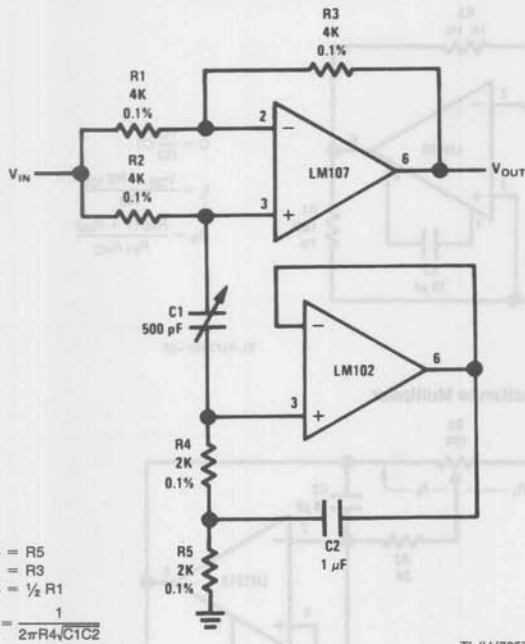 R3
4K
0.1%
R1
4K
0.1%
2
6
VIN
R2
4K
0.1%
LM107
VOUT
3
C1
500 pF
6
LM102
3
R4
2K
0.1%
R5
2K
0.1%
C2
1 μF
= R5
= R3
= ½ R1
= 1
2πR4√C1C2